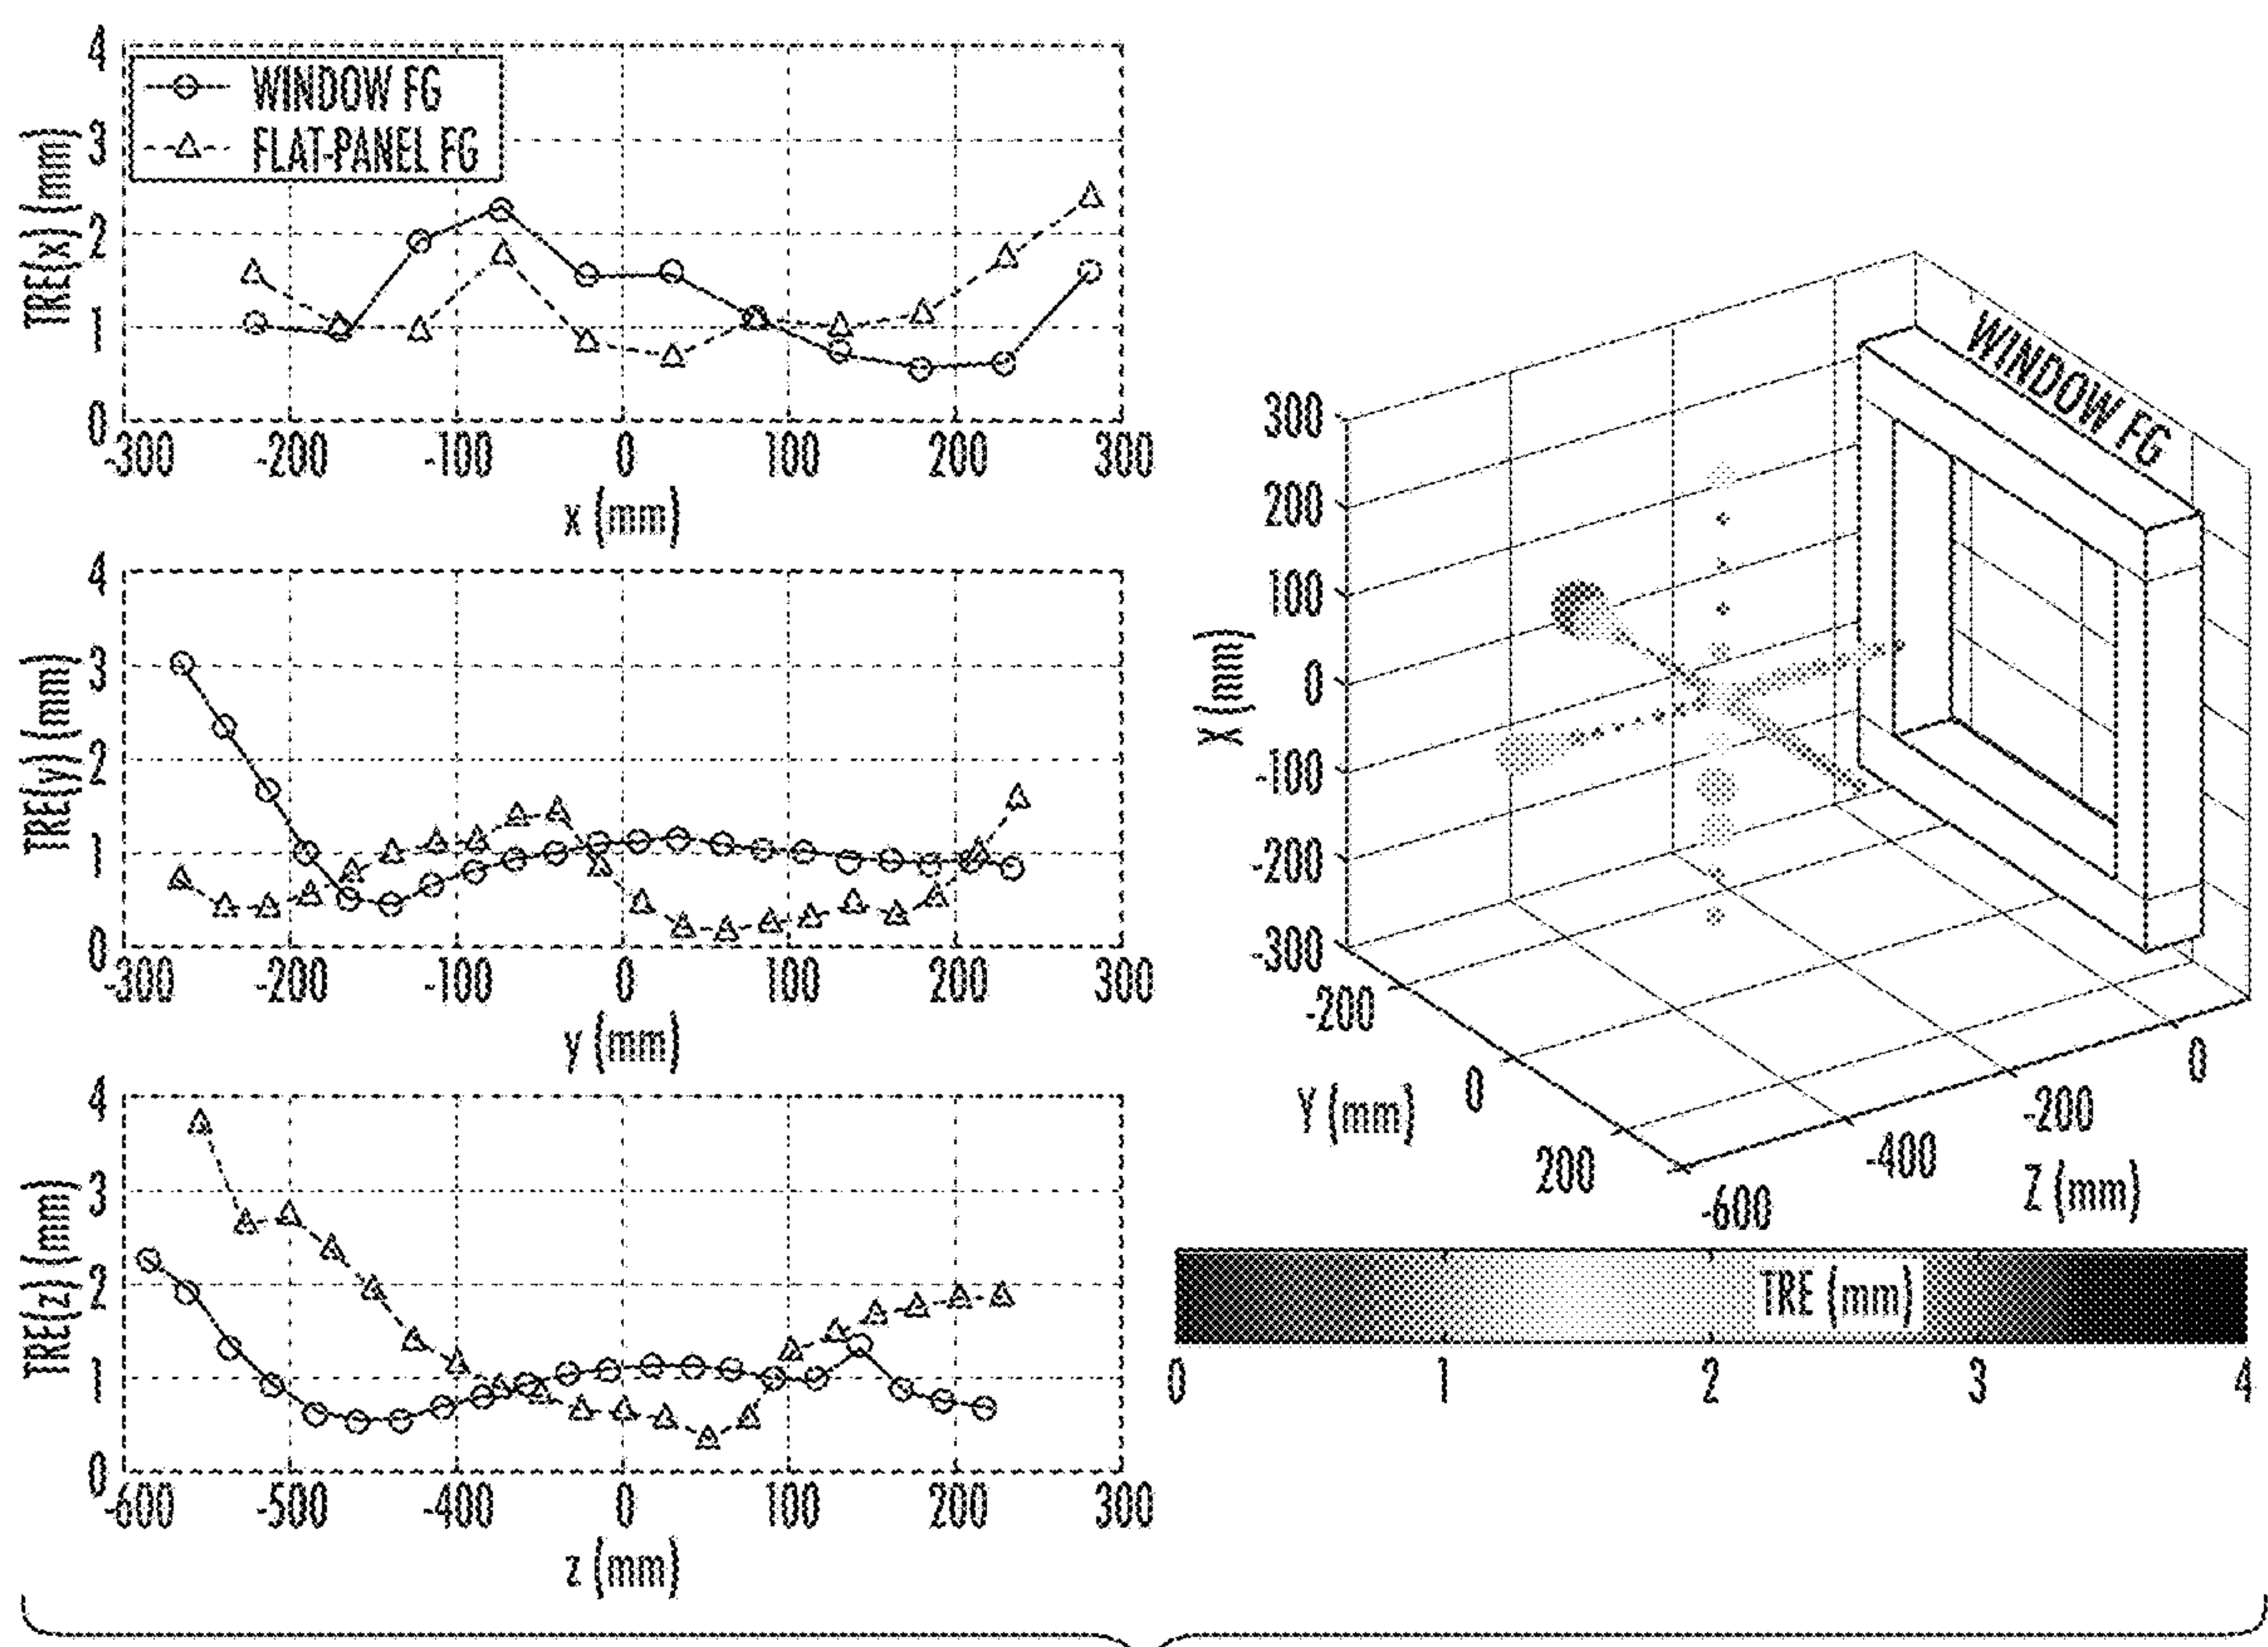 4
3
2
1
0
TRE(x) (mm)
WINDOW FG
FLAT-PANEL FG
-300 -200 -100 0 100 200 300
x (mm)
4
3
2
1
0
TRE(y) (mm)
-300 -200 -100 0 100 200 300
y (mm)
4
3
2
1
0
TRE(z) (mm)
-600 -500 -400 0 100 200 300
z (mm)
WINDOW FG
300
200
100
0
-100
-200
-300
X (mm)
-200
0
200
Y (mm)
-600
-400
-200
0
Z (mm)
TRE (mm)
0 1 2 3 4